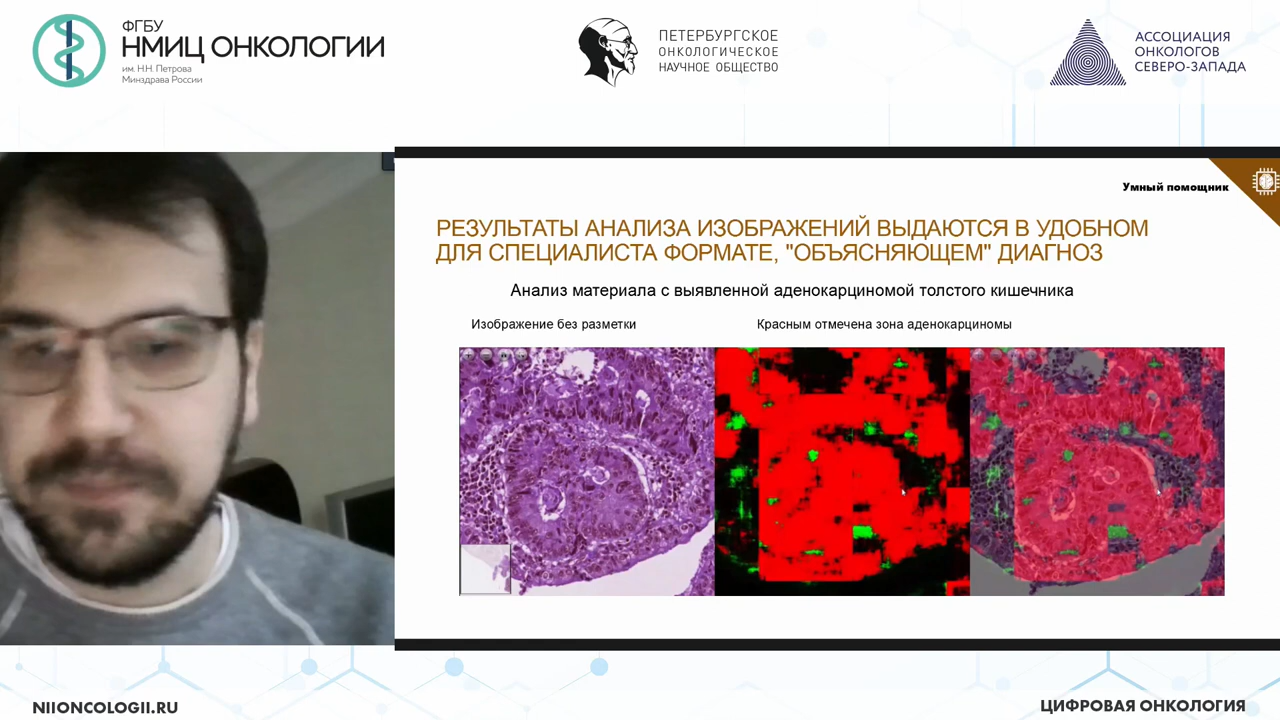 ФГБУ
НМИЦ ОНКОЛОГИИ
им. Н.Н. Петрова
Минздрава России
ПЕТЕРБУРГСКОЕ
ОНКОЛОГИЧЕСКОЕ
НАУЧНОЕ ОБЩЕСТВО
АССОЦИАЦИЯ
ОНКОЛОГОВ
СЕВЕРО-ЗАПАДА
Умный помощник
РЕЗУЛЬТАТЫ АНАЛИЗА ИЗОБРАЖЕНИЙ ВЫДАЮТСЯ В УДОБНОМ
ДЛЯ СПЕЦИАЛИСТА ФОРМАТЕ, "ОБЪЯСНЯЮЩЕМ" ДИАГНОЗ
Анализ материала с выявленной аденокарциномой толстого кишечника
Изображение без разметки
Красным отмечена зона аденокарциномы
NIIONCOLOGII.RU
ЦИФРОВАЯ ОНКОЛОГИЯ